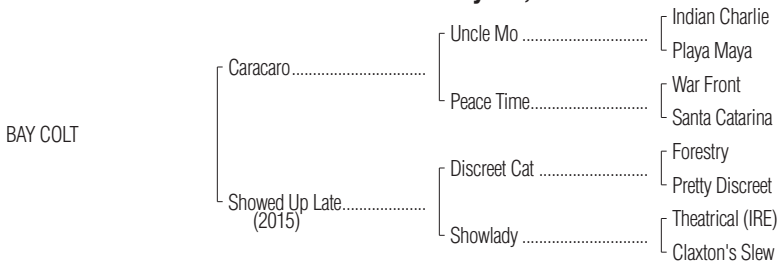 Indian Charlie
Uncle Mo ..............................
Playa Maya
Caracaro................................
War Front
Peace Time............................
Santa Catarina
BAY COLT
Forestry
Discreet Cat ..........................
Pretty Discreet
Showed Up Late....................
(2015)
Theatrical (IRE)
Showlady ..............................
Claxton's Slew